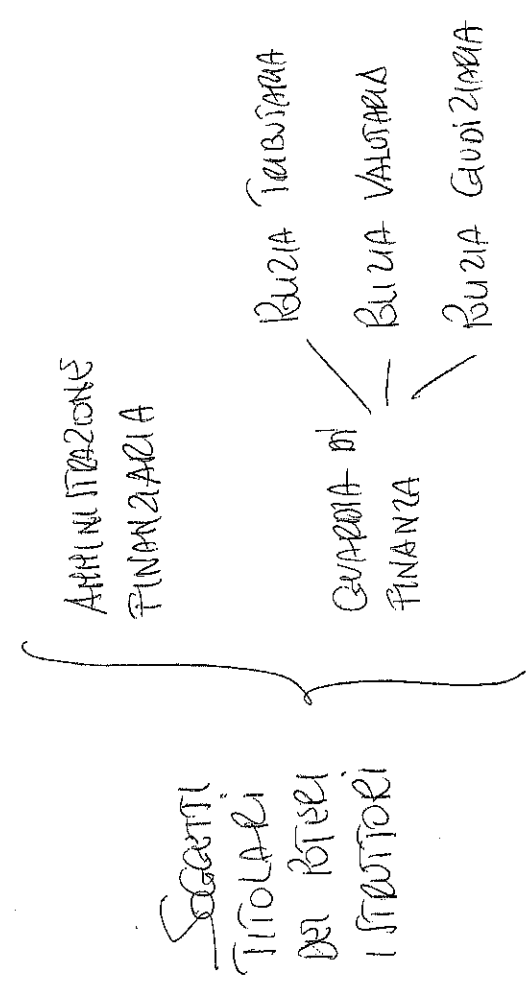 SOGGETTI
TITOLARI
DEI POTERI
ISTRUTTORI
AMMINISTRAZIONE
FINANZIARIA
GUARDIA DI
FINANZA
POLIZIA TRIBUTARIA
POLIZIA VALUTARIA
POLIZIA GIUDIZIARIA